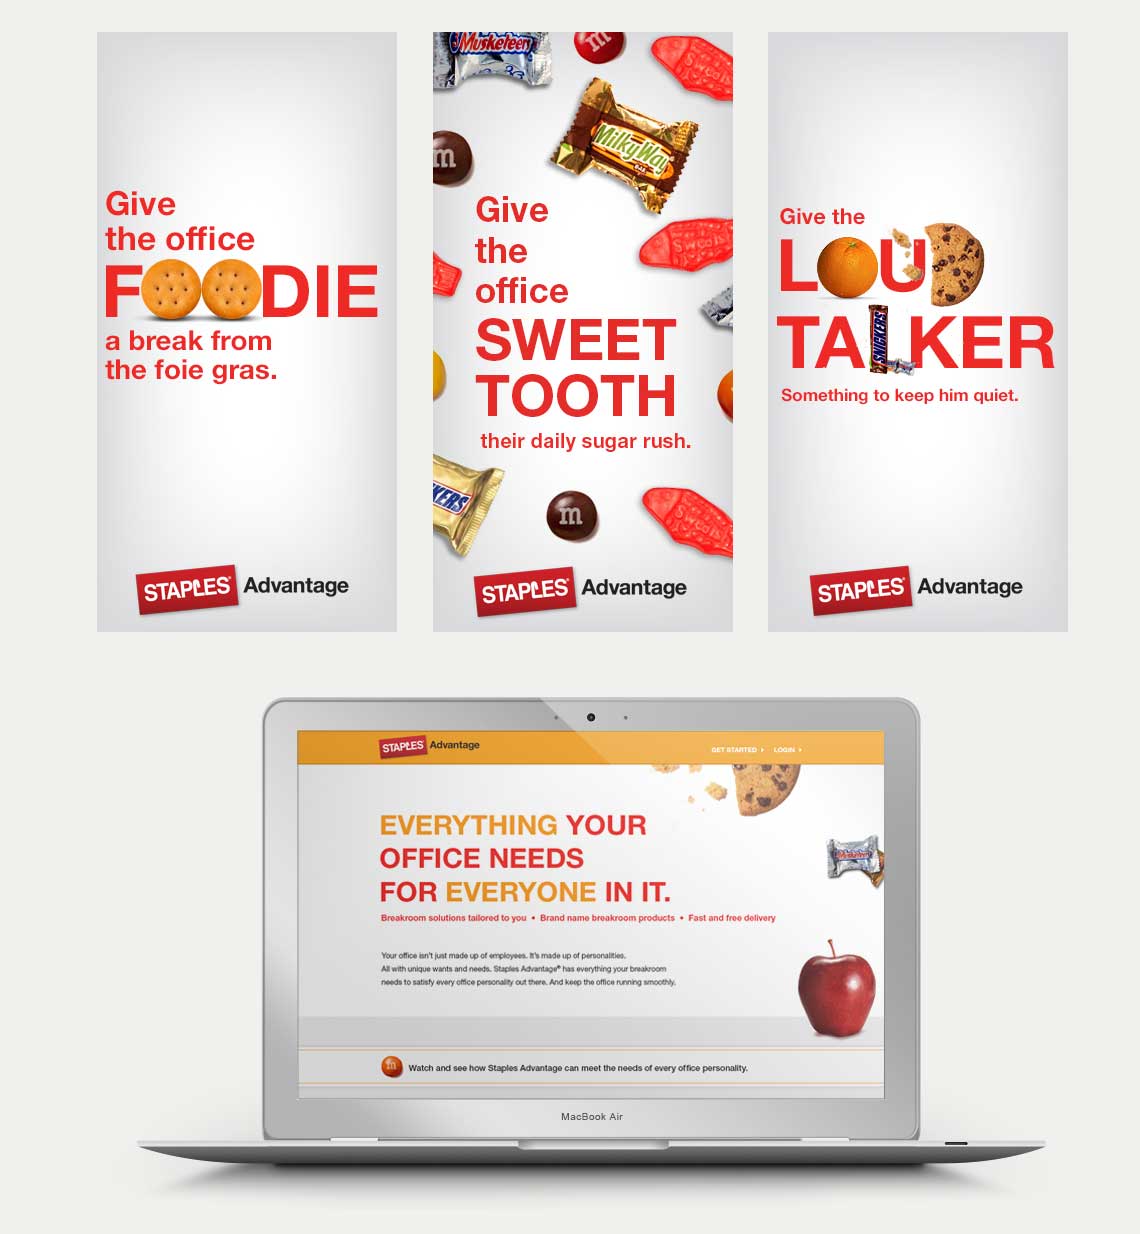 Give
the office
FOODIE
a break from
the foie gras.
STAPLES® Advantage
Musketeers
m
Sweets
m
Milky Way
BAR
Give
the
office
Sweets
SWEET
TOOTH
their daily sugar rush.
KERS
m
STAPLES® Advantage
Give the
LOUD
TALKER
SNICKERS
Something to keep him quiet.
STAPLES® Advantage
STAPLES Advantage
GET STARTED
LOGIN
EVERYTHING YOUR
OFFICE NEEDS
FOR EVERYONE IN IT.
Breakroom solutions tailored to you • Brand name breakroom products • Fast and free delivery
Musketeers
Your office isn't just made up of employees. It's made up of personalities.
All with unique wants and needs. Staples Advantage® has everything your breakroom
needs to satisfy every office personality out there. And keep the office running smoothly.
m
Watch and see how Staples Advantage can meet the needs of every office personality.
MacBook Air